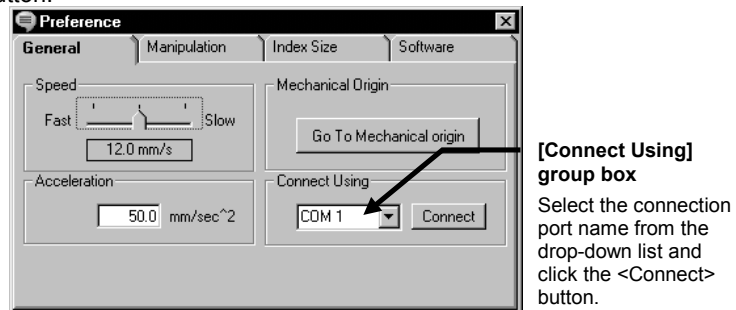 Preference
General Manipulation Index Size Software
Speed
Fast Slow
12.0 mm/s
Mechanical Origin
Go To Mechanical origin
Acceleration
50.0 mm/sec^2
Connect Using
COM 1 Connect
[Connect Using]
group box
Select the connection
port name from the
drop-down list and
click the <Connect>
button.